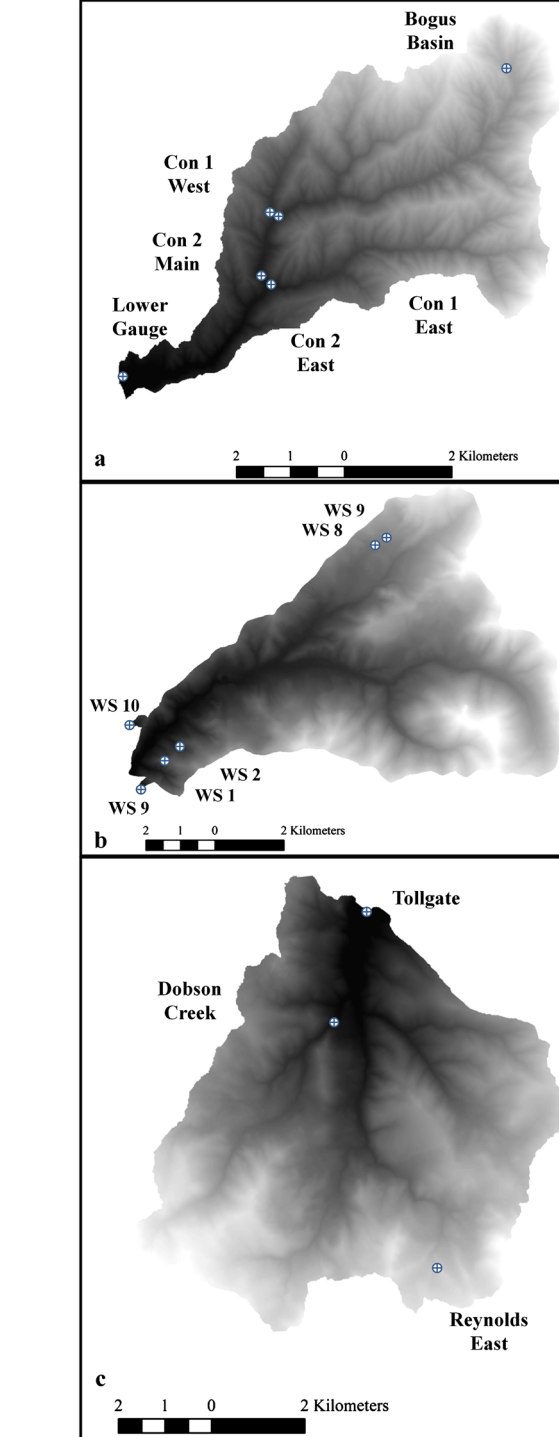 Bogus
Basin
Con 1
West
Con 2
Main
Lower
Gauge
Con 1
East
Con 2
East
a
2 1 0 2 Kilometers
WS 9
WS 8
WS 10
WS 2
WS 1
WS 9
b
2 1 0 2 Kilometers
Tollgate
Dobson
Creek
Reynolds
East
c
2 1 0 2 Kilometers